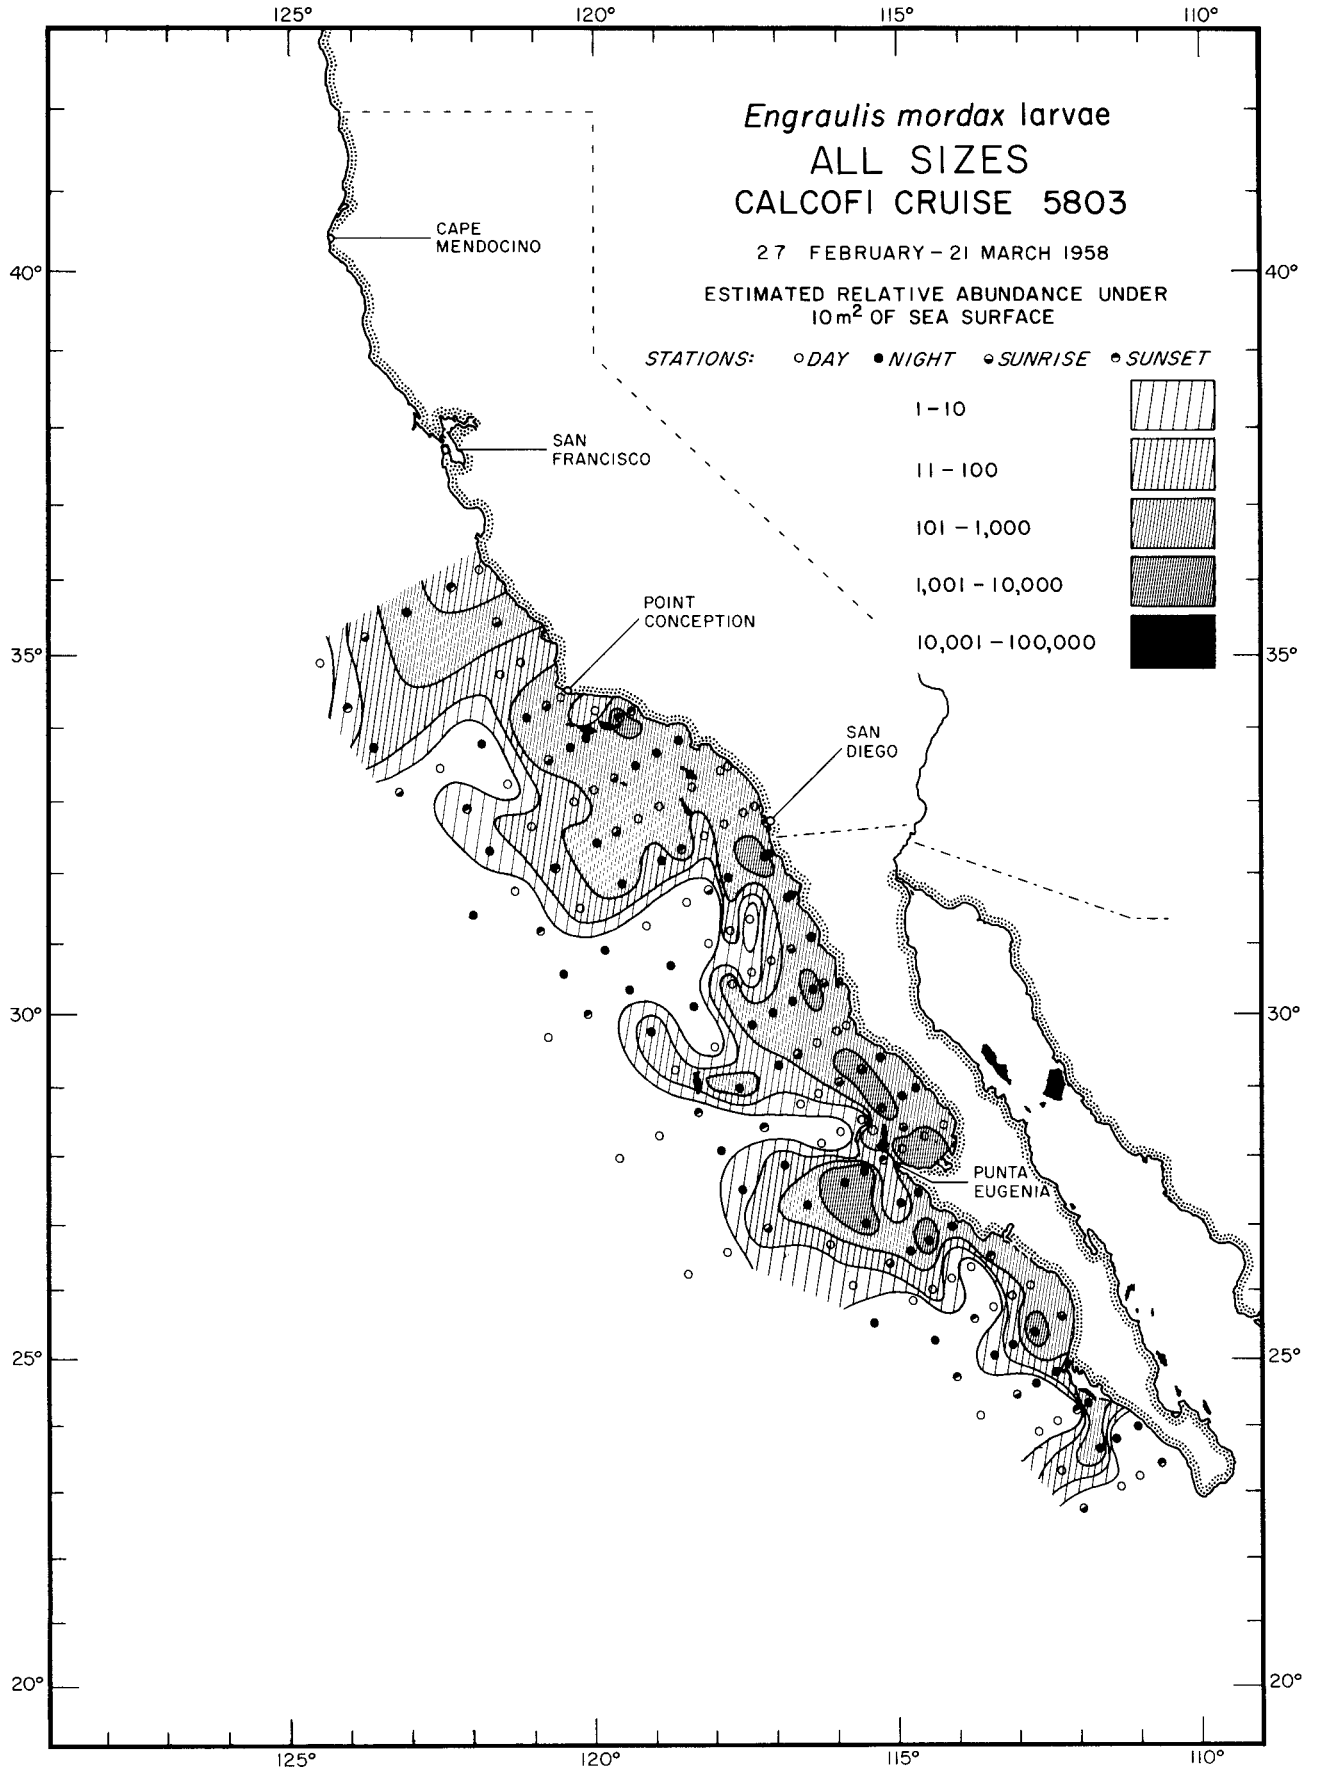 125° 120° 115° 110°
Engraulis mordax larvae
ALL SIZES
CALCOFI CRUISE 5803
27 FEBRUARY – 21 MARCH 1958
ESTIMATED RELATIVE ABUNDANCE UNDER
10m² OF SEA SURFACE
STATIONS: DAY NIGHT SUNRISE SUNSET
1 – 10
11 – 100
101 – 1,000
1,001 – 10,000
10,001 – 100,000
CAPE
MENDOCINO
40° 40°
SAN
FRANCISCO
POINT
CONCEPTION
35° 35°
SAN
DIEGO
30° 30°
PUNTA
EUGENIA
25° 25°
20° 20°
125° 120° 115° 110°